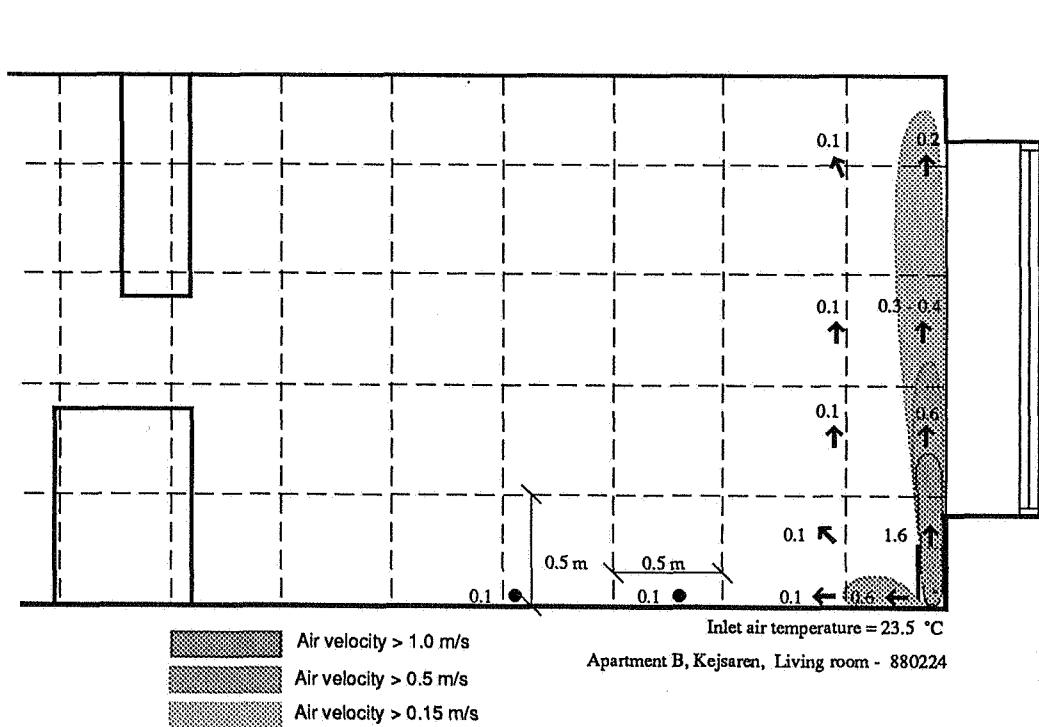 0.1 0.2
0.1 0.3 0.4
0.1 0.6
0.1 1.6
0.5 m 0.5 m
0.1 0.1 0.1 0.6
Inlet air temperature = 23.5 °C
Apartment B, Kejsaren, Living room - 880224
Air velocity > 1.0 m/s
Air velocity > 0.5 m/s
Air velocity > 0.15 m/s